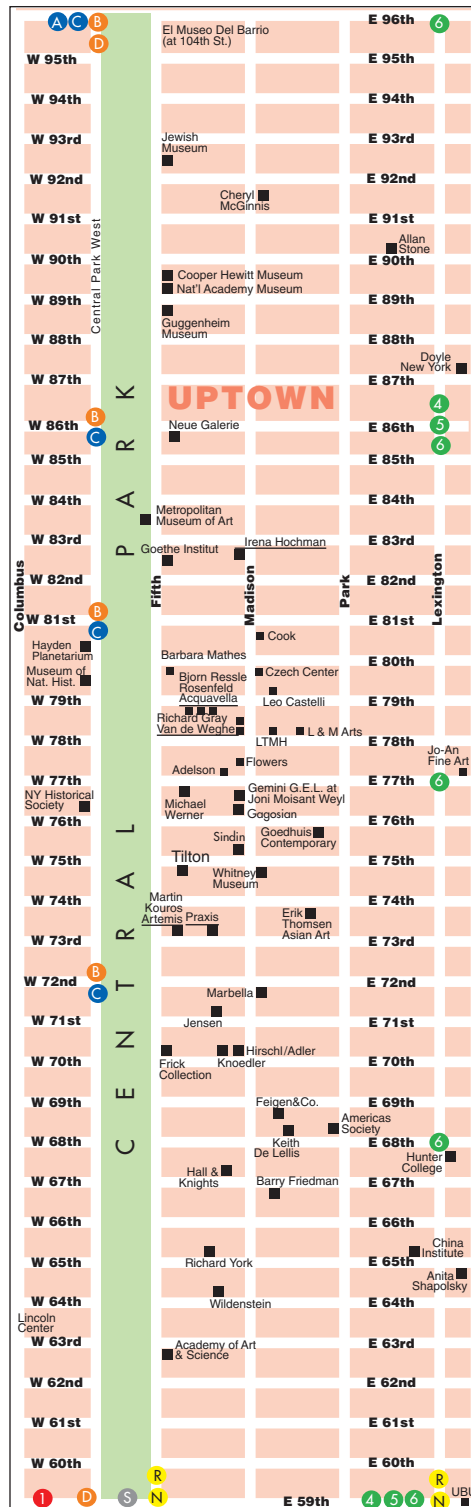 A C B
D
El Museo Del Barrio
(at 104th St.)
E 96th
6
W 95th
E 95th
W 94th
E 94th
W 93rd
Jewish
Museum
E 93rd
W 92nd
E 92nd
Cheryl
McGinnis
W 91st
E 91st
Allan
Stone
W 90th
E 90th
Central Park West
Cooper Hewitt Museum
Nat'l Academy Museum
W 89th
E 89th
Guggenheim
Museum
W 88th
E 88th
Doyle
New York
W 87th
E 87th
UPTOWN
B
C
W 86th
Neue Galerie
E 86th
4
5
6
W 85th
E 85th
W 84th
E 84th
Metropolitan
Museum of Art
W 83rd
E 83rd
Irena Hochman
Goethe Institut
W 82nd
E 82nd
Columbus
CENTRAL PARK
Fifth
Madison
Park
Lexington
W 81st
B
C
E 81st
Cook
Hayden
Planetarium
Barbara Mathes
E 80th
Museum of
Nat. Hist.
Czech Center
Bjorn Ressle
Rosenfeld
Acquavella
Leo Castelli
W 79th
E 79th
Richard Gray
Van de Weghe
LTMH
L & M Arts
W 78th
E 78th
Jo-An
Fine Art
Flowers
Adelson
W 77th
E 77th
6
NY Historical
Society
Michael
Werner
Gemini G.E.L. at
Joni Moisant Weyl
Gagosian
W 76th
E 76th
Sindin
Goedhuis
Contemporary
W 75th
E 75th
Tilton
Whitney
Museum
W 74th
E 74th
Martin
Kouros
Artemis
Praxis
Erik
Thomsen
Asian Art
W 73rd
E 73rd
B
C
W 72nd
E 72nd
Marbella
W 71st
E 71st
Jensen
W 70th
E 70th
Frick
Collection
Knoedler
Hirschl/Adler
W 69th
E 69th
Feigen&Co.
Keith
De Lellis
Americas
Society
W 68th
E 68th
6
Hunter
College
W 67th
E 67th
Hall &
Knights
Barry Friedman
W 66th
E 66th
W 65th
E 65th
China
Institute
Richard York
Anita
Shapolsky
W 64th
E 64th
Wildenstein
Lincoln
Center
W 63rd
E 63rd
Academy of Art
& Science
W 62nd
E 62nd
W 61st
E 61st
W 60th
E 60th
1
D
S
R
N
E 59th
4 5 6
R
N